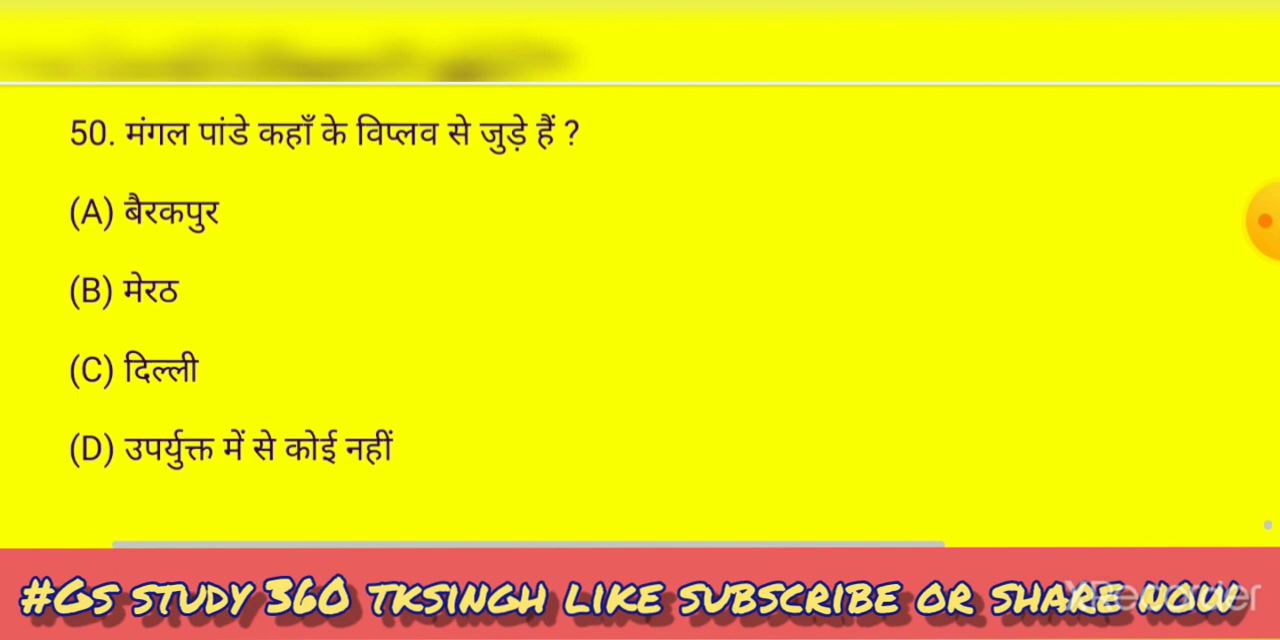 50. मंगल पांडे कहाँ के विप्लव से जुड़े हैं ?
(A) बैरकपुर
(B) मेरठ
(C) दिल्ली
(D) उपर्युक्त में से कोई नहीं
#Gs study 360 tksingh like subscribe or share now